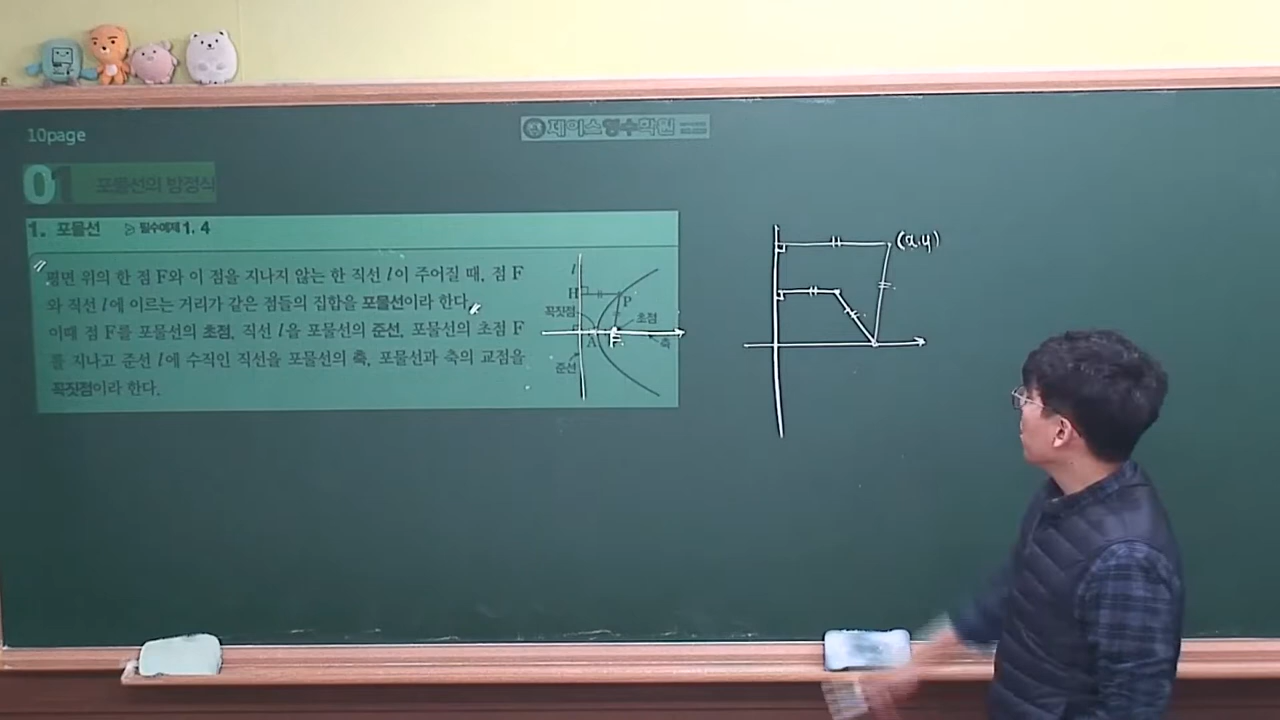 10page
제이스영수학원
01 포물선의 방정식
1. 포물선 ▷ 필수예제 1, 4
평면 위의 한 점 F와 이 점을 지나지 않는 한 직선 l이 주어질 때, 점 F
와 직선 l에 이르는 거리가 같은 점들의 집합을 포물선이라 한다.
이때 점 F를 포물선의 초점, 직선 l을 포물선의 준선, 포물선의 초점 F
를 지나고 준선 l에 수직인 직선을 포물선의 축, 포물선과 축의 교점을
꼭짓점이라 한다.
l
H
P
꼭짓점
초점
A
F
축
준선
(x,y)